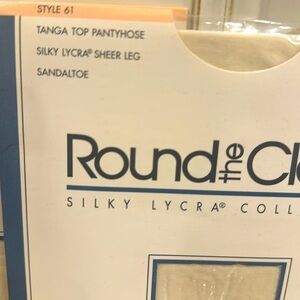 STYLE 61
TANGA TOP PANTYHOSE
SILKY LYCRA® SHEER LEG
SANDALTOE
Round the Cl
SILKY LYCRA® COLL